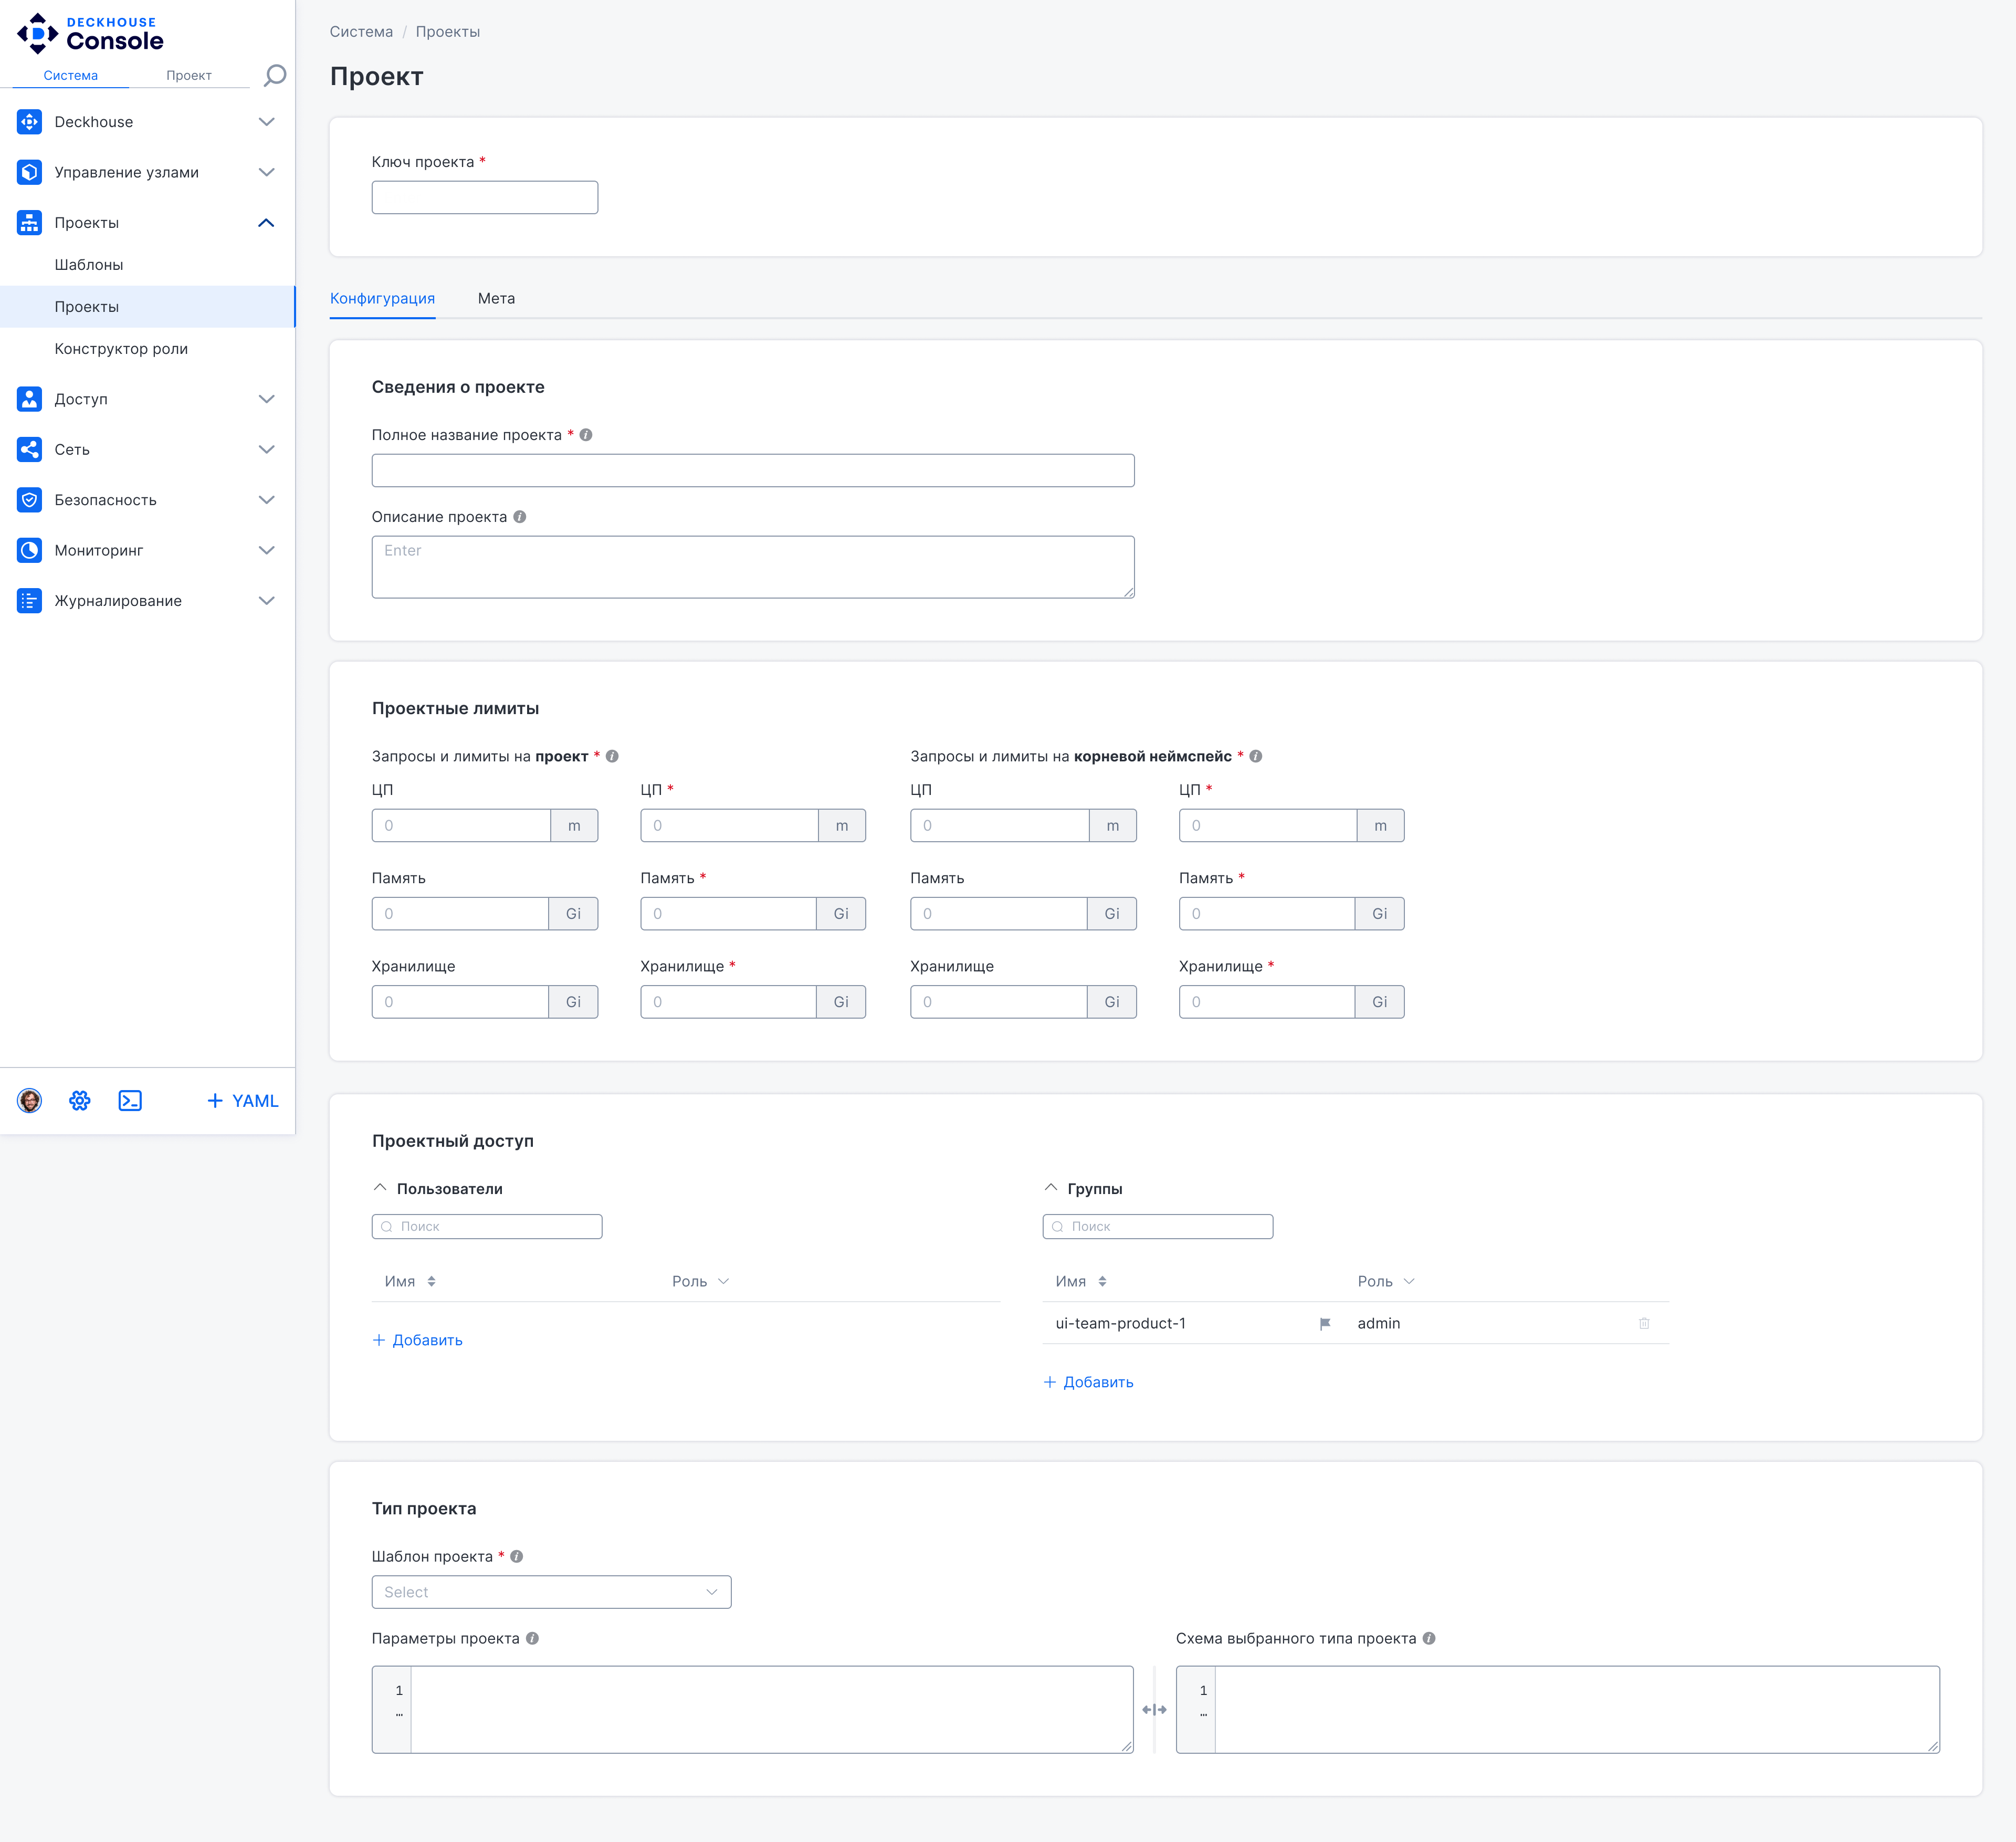 DECKHOUSE
Console
Система Проект
Deckhouse
Управление узлами
Проекты
Шаблоны
Проекты
Конструктор роли
Доступ
Сеть
Безопасность
Мониторинг
Журналирование
+ YAML
Система / Проекты
Проект
Ключ проекта *
Конфигурация Мета
Сведения о проекте
Полное название проекта * i
Описание проекта i
Enter
Проектные лимиты
Запросы и лимиты на проект * i Запросы и лимиты на корневой неймспейс * i
ЦП ЦП * ЦП ЦП *
0 m 0 m 0 m 0 m
Память Память * Память Память *
0 Gi 0 Gi 0 Gi 0 Gi
Хранилище Хранилище * Хранилище Хранилище *
0 Gi 0 Gi 0 Gi 0 Gi
Проектный доступ
Пользователи
Поиск
Имя Роль
+ Добавить
Группы
Поиск
Имя Роль
ui-team-product-1 admin
+ Добавить
Тип проекта
Шаблон проекта * i
Select
Параметры проекта i
1
...
Схема выбранного типа проекта i
1
...